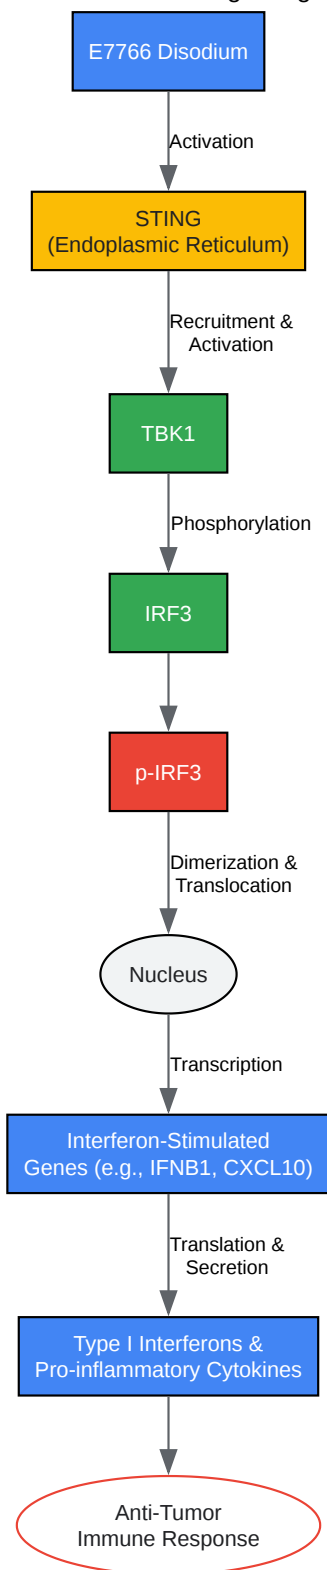 E7766 Disodium
Activation
STING
(Endoplasmic Reticulum)
Recruitment &
Activation
TBK1
Phosphorylation
IRF3
p-IRF3
Dimerization &
Translocation
Nucleus
Transcription
Interferon-Stimulated
Genes (e.g., IFNB1, CXCL10)
Translation &
Secretion
Type I Interferons &
Pro-inflammatory Cytokines
Anti-Tumor
Immune Response